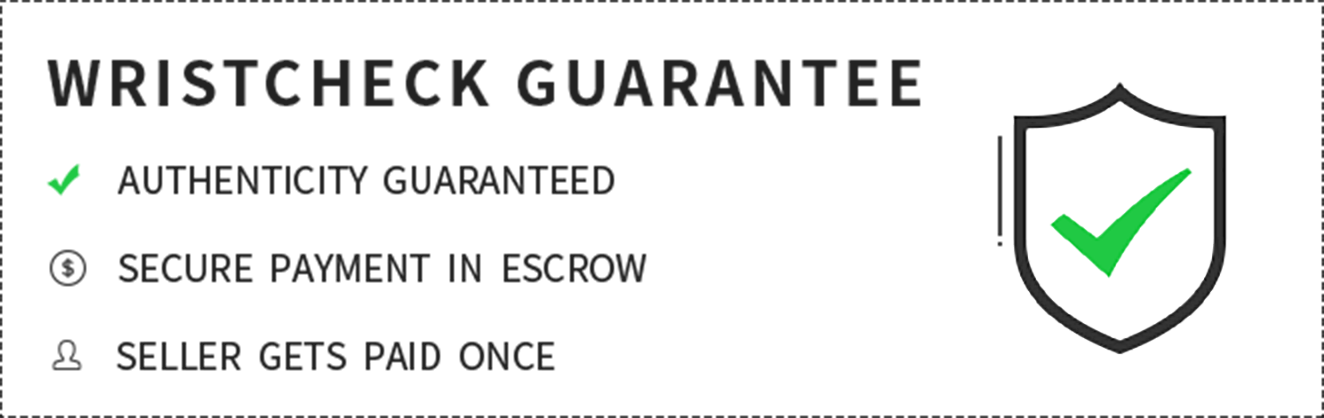 WRISTCHECK GUARANTEE
AUTHENTICITY GUARANTEED
$ SECURE PAYMENT IN ESCROW
SELLER GETS PAID ONCE